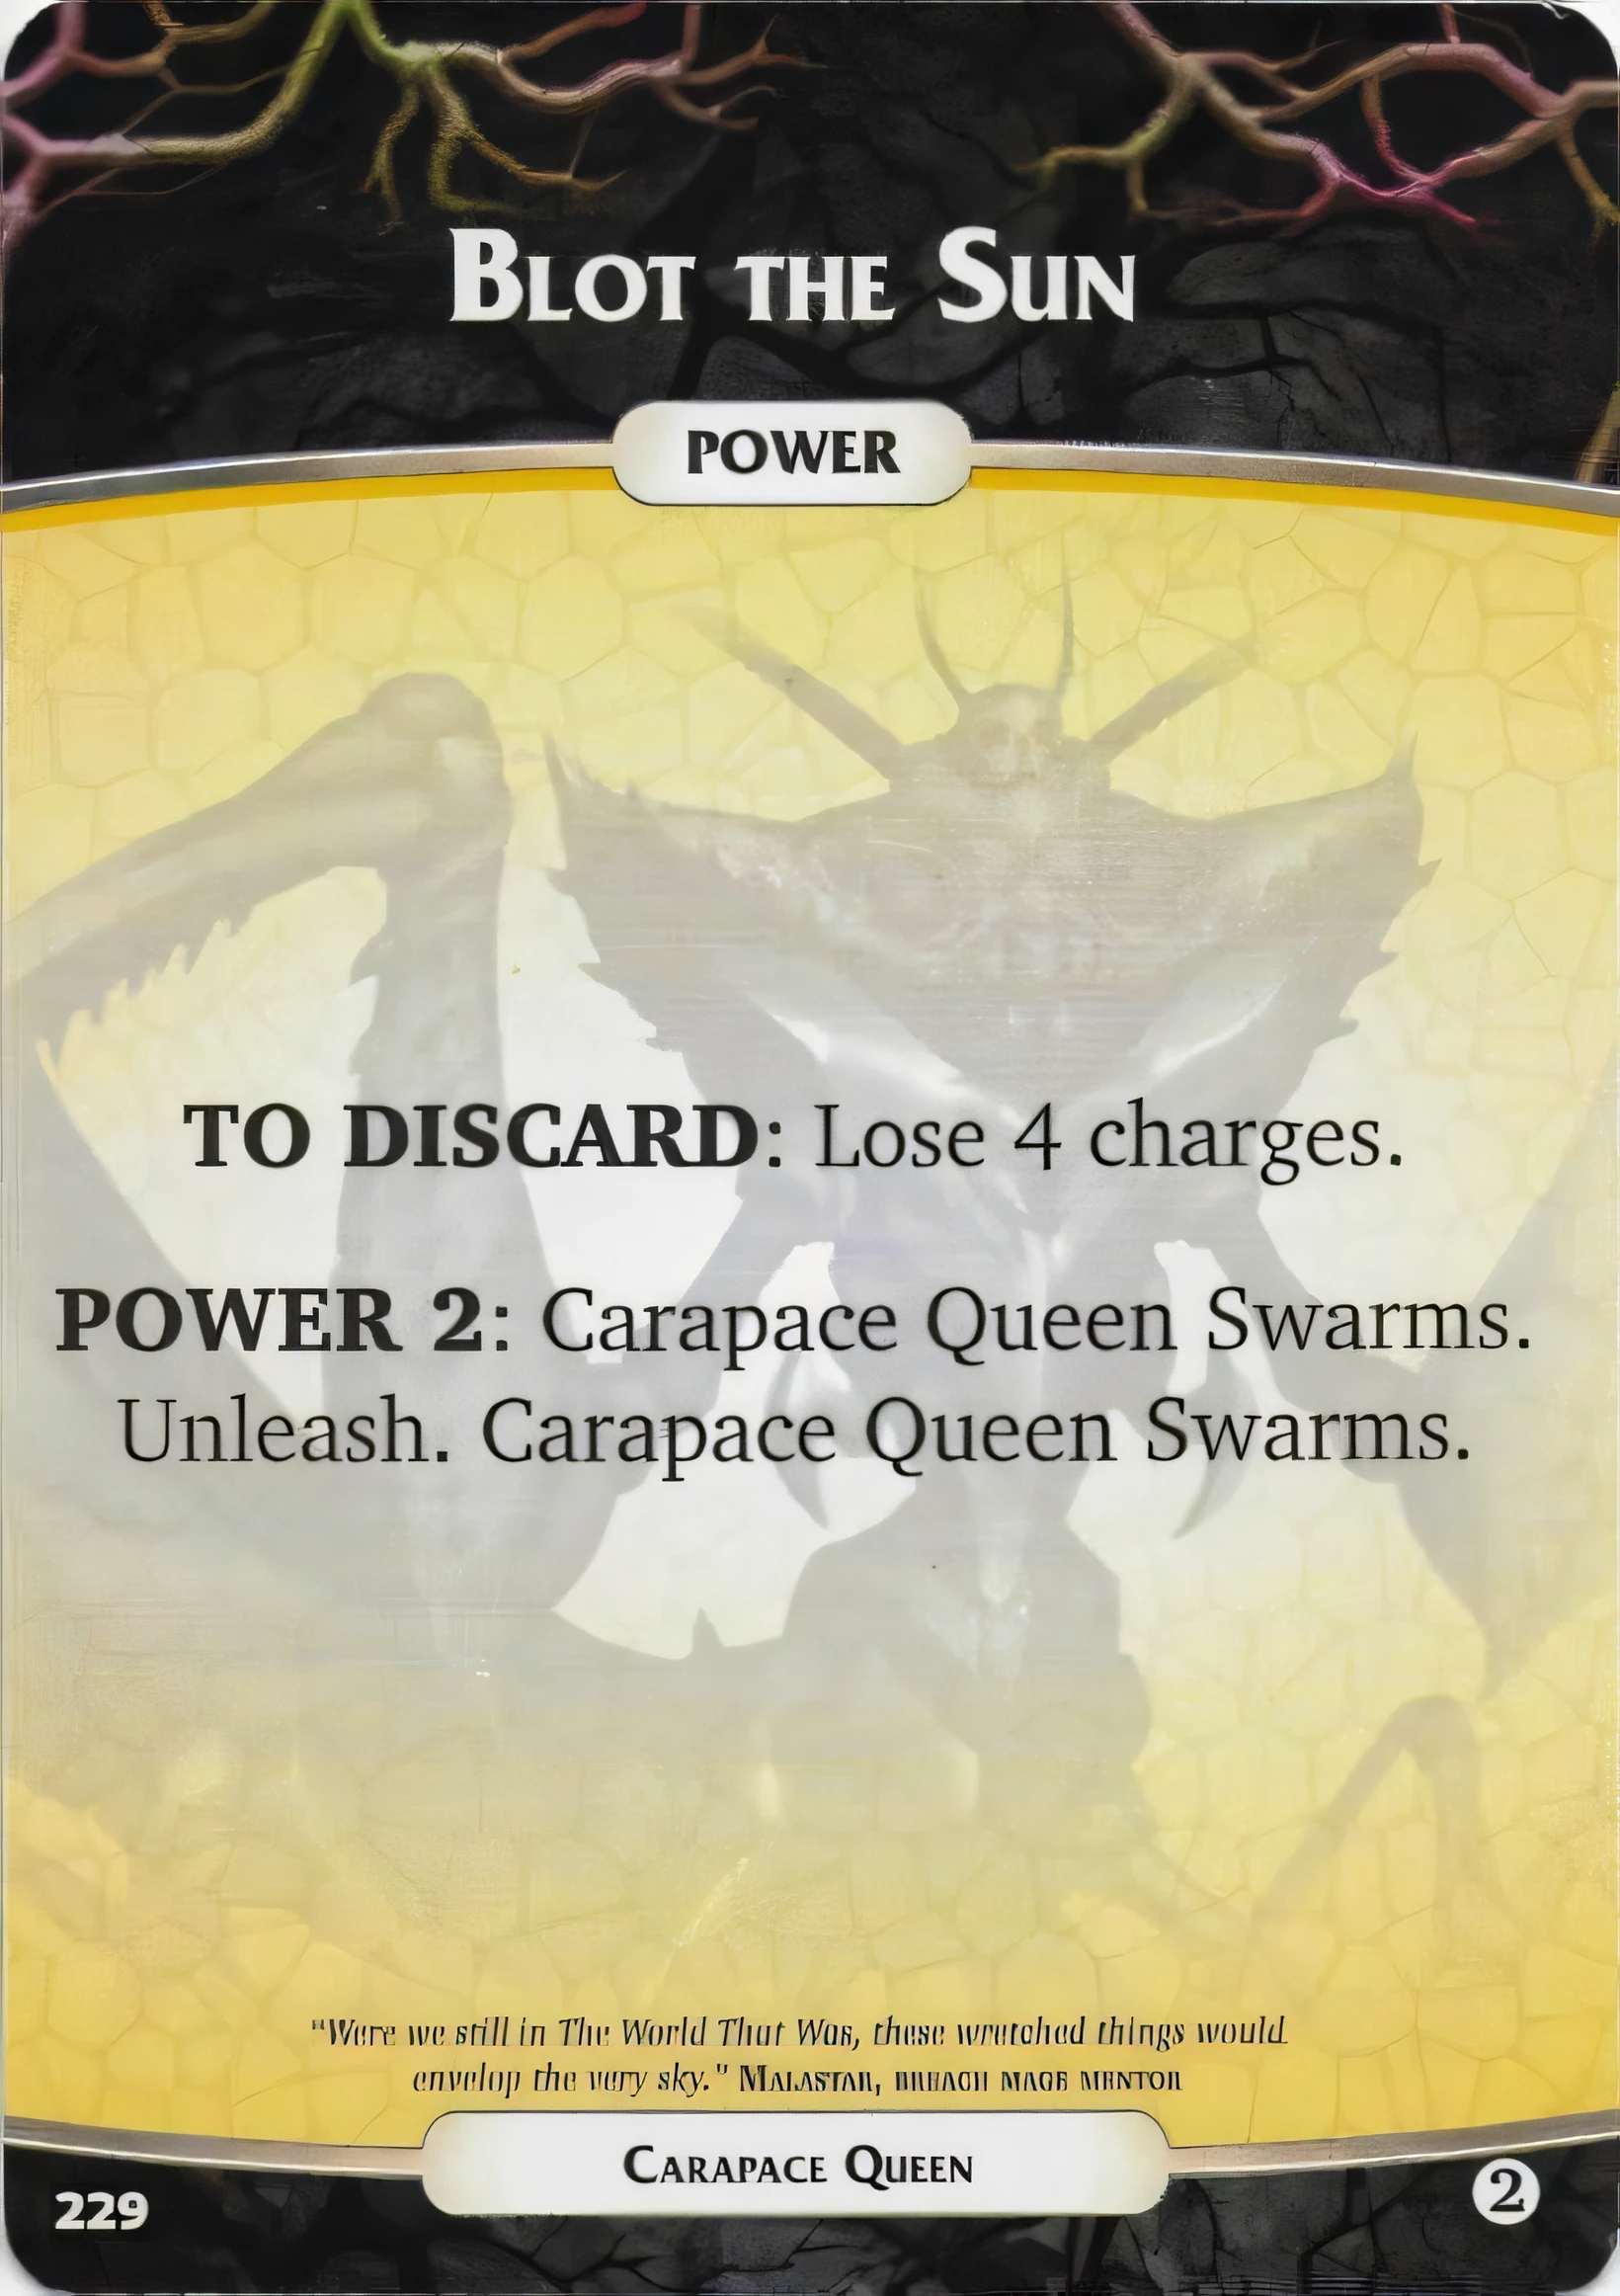 BLOT THE SUN
POWER
TO DISCARD: Lose 4 charges.
POWER 2: Carapace Queen Swarms.
Unleash. Carapace Queen Swarms.
"Were we still in The World That Was, these wretched things would
envelop the very sky." MALASTAR, BREACH MAGE MENTOR
CARAPACE QUEEN
229
2